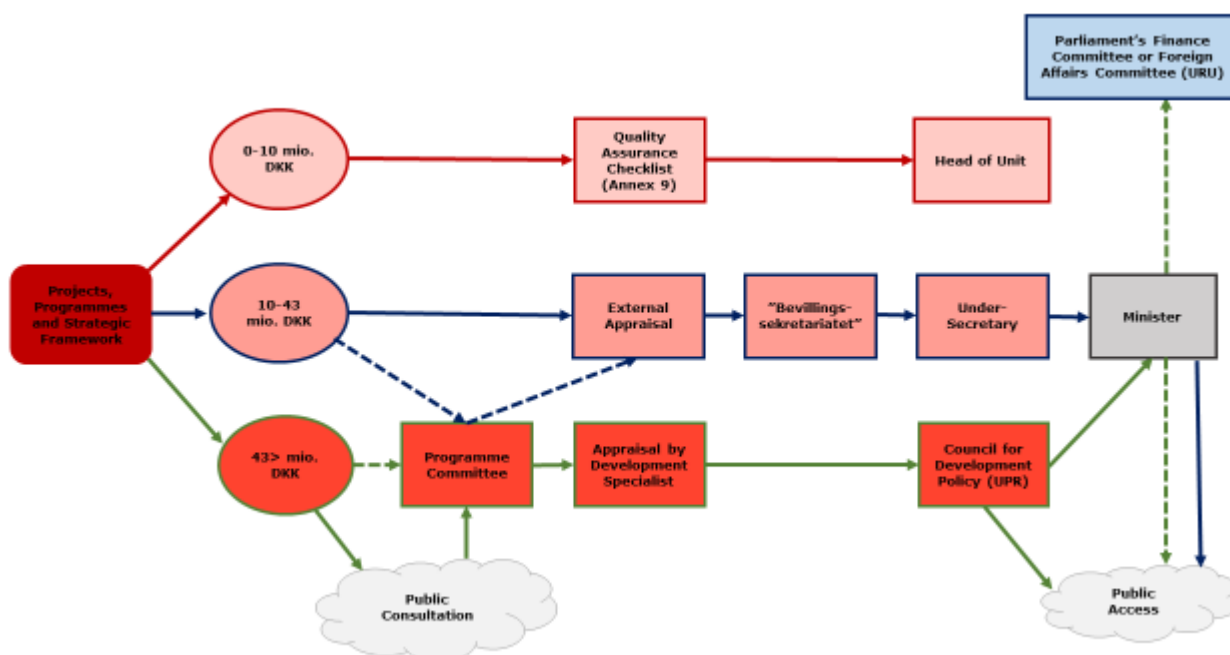 Parliament's Finance
Committee or Foreign
Affairs Committee (URU)
0-10 mio.
DKK
Quality
Assurance
Checklist
(Annex 9)
Head of Unit
Projects,
Programmes
and Strategic
Framework
10-43
mio. DKK
External
Appraisal
"Bevillings-
sekretariatet"
Under-
Secretary
Minister
43> mio.
DKK
Programme
Committee
Appraisal by
Development
Specialist
Council for
Development
Policy (UPR)
Public
Consultation
Public
Access